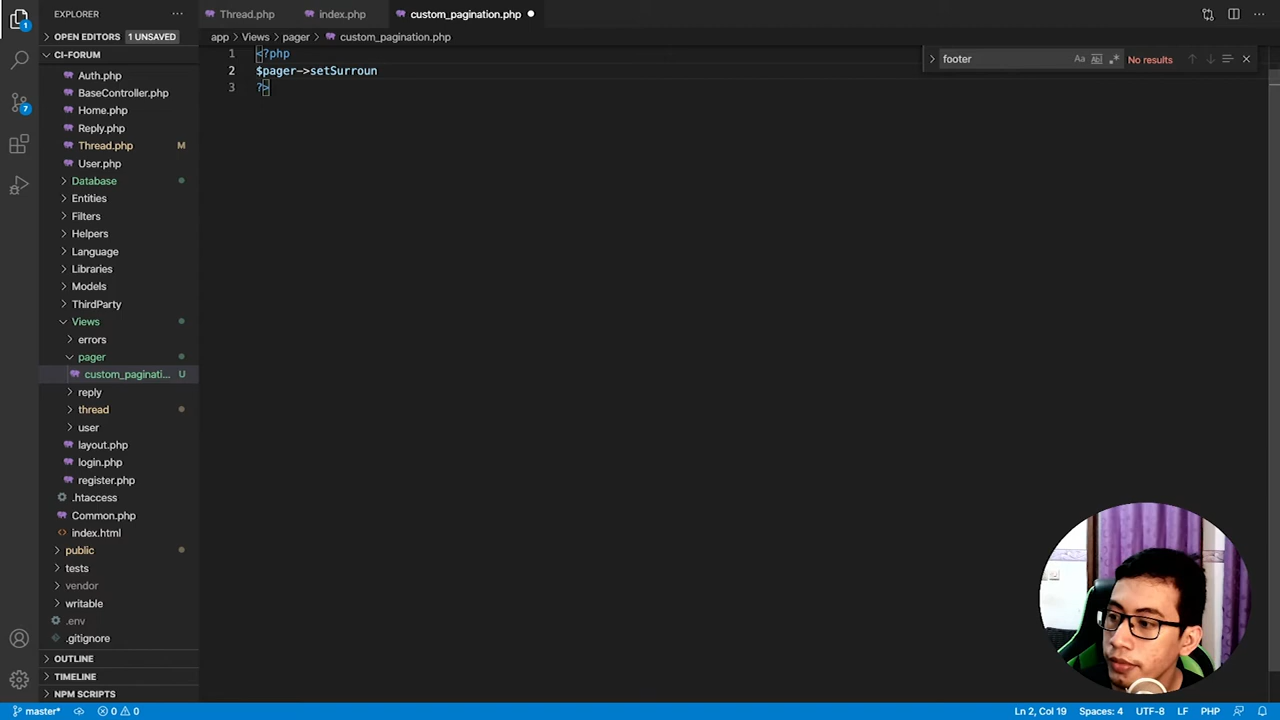 EXPLORER
Thread.php
index.php
custom_pagination.php
OPEN EDITORS 1 UNSAVED
app > Views > pager > custom_pagination.php
CI-FORUM
Auth.php
BaseController.php
Home.php
Reply.php
Thread.php M
User.php
Database
Entities
Filters
Helpers
Language
Libraries
Models
ThirdParty
Views
errors
pager
custom_paginati... U
reply
thread
user
layout.php
login.php
register.php
.htaccess
Common.php
index.html
public
tests
vendor
writable
.env
.gitignore
OUTLINE
TIMELINE
NPM SCRIPTS
1 <?php
2 $pager->setSurroun
3 ?>
footer Aa Ab .* No results
1
7
master* 0 0 Ln 2, Col 19 Spaces: 4 UTF-8 LF PHP